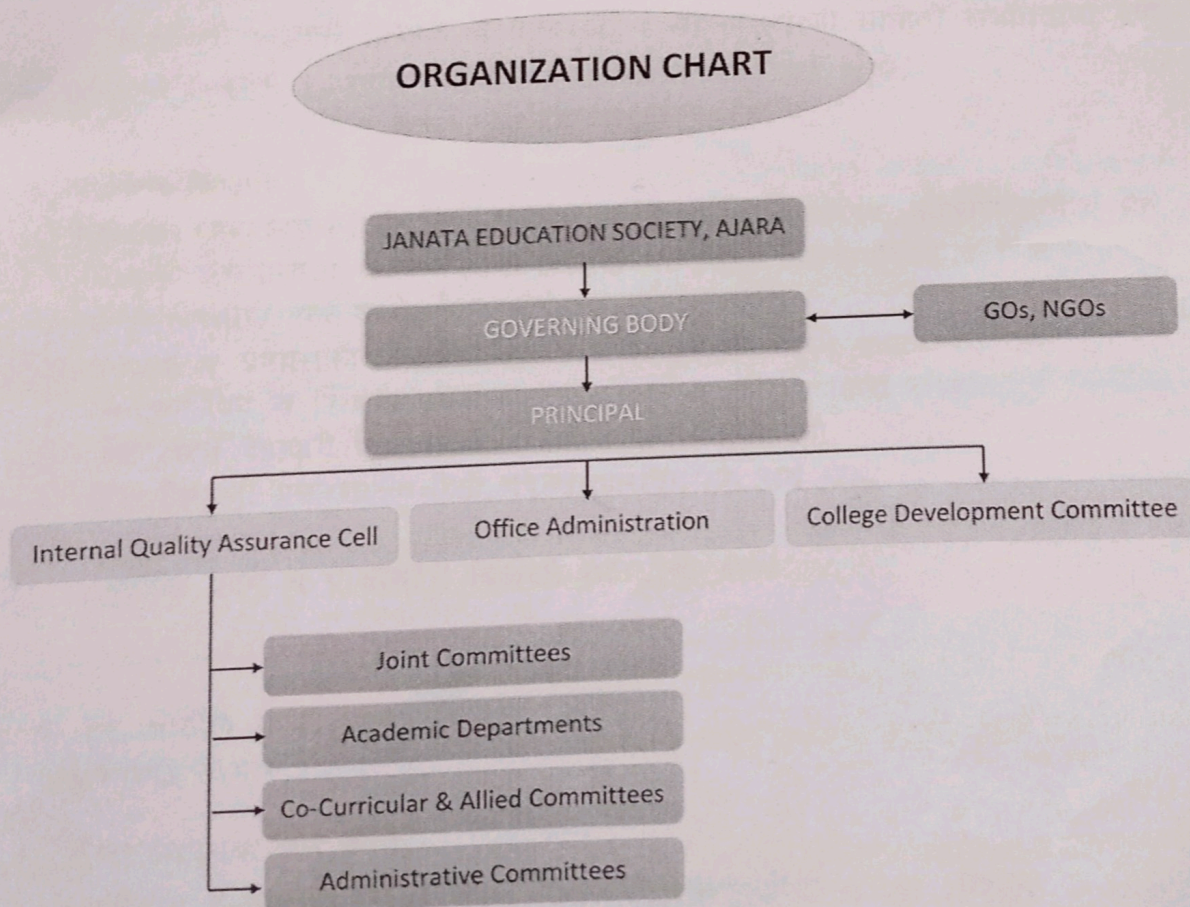 ORGANIZATION CHART
JANATA EDUCATION SOCIETY, AJARA
GOVERNING BODY
GOs, NGOs
PRINCIPAL
Internal Quality Assurance Cell
Office Administration
College Development Committee
Joint Committees
Academic Departments
Co-Curricular & Allied Committees
Administrative Committees